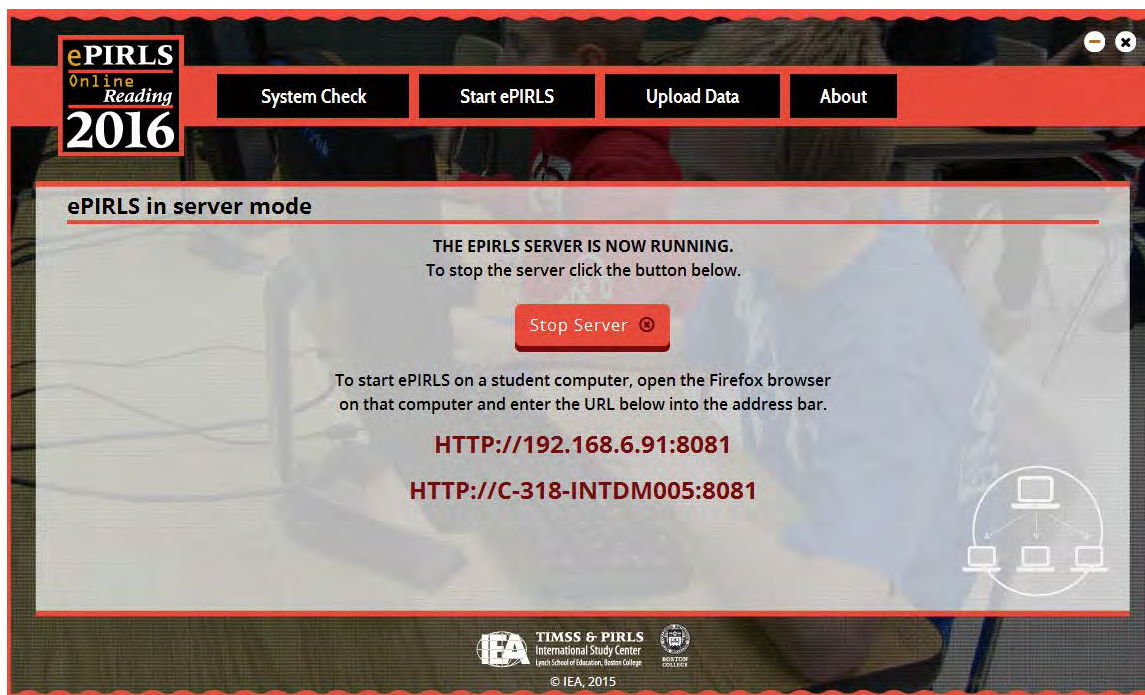 ePIRLS
Online
Reading
2016
System Check
Start ePIRLS
Upload Data
About
ePIRLS in server mode
THE EPIRLS SERVER IS NOW RUNNING.
To stop the server click the button below.
Stop Server
To start ePIRLS on a student computer, open the Firefox browser
on that computer and enter the URL below into the address bar.
HTTP://192.168.6.91:8081
HTTP://C-318-INTDM005:8081
IEA
TIMSS & PIRLS
International Study Center
Lynch School of Education, Boston College
BOSTON
COLLEGE
© IEA, 2015